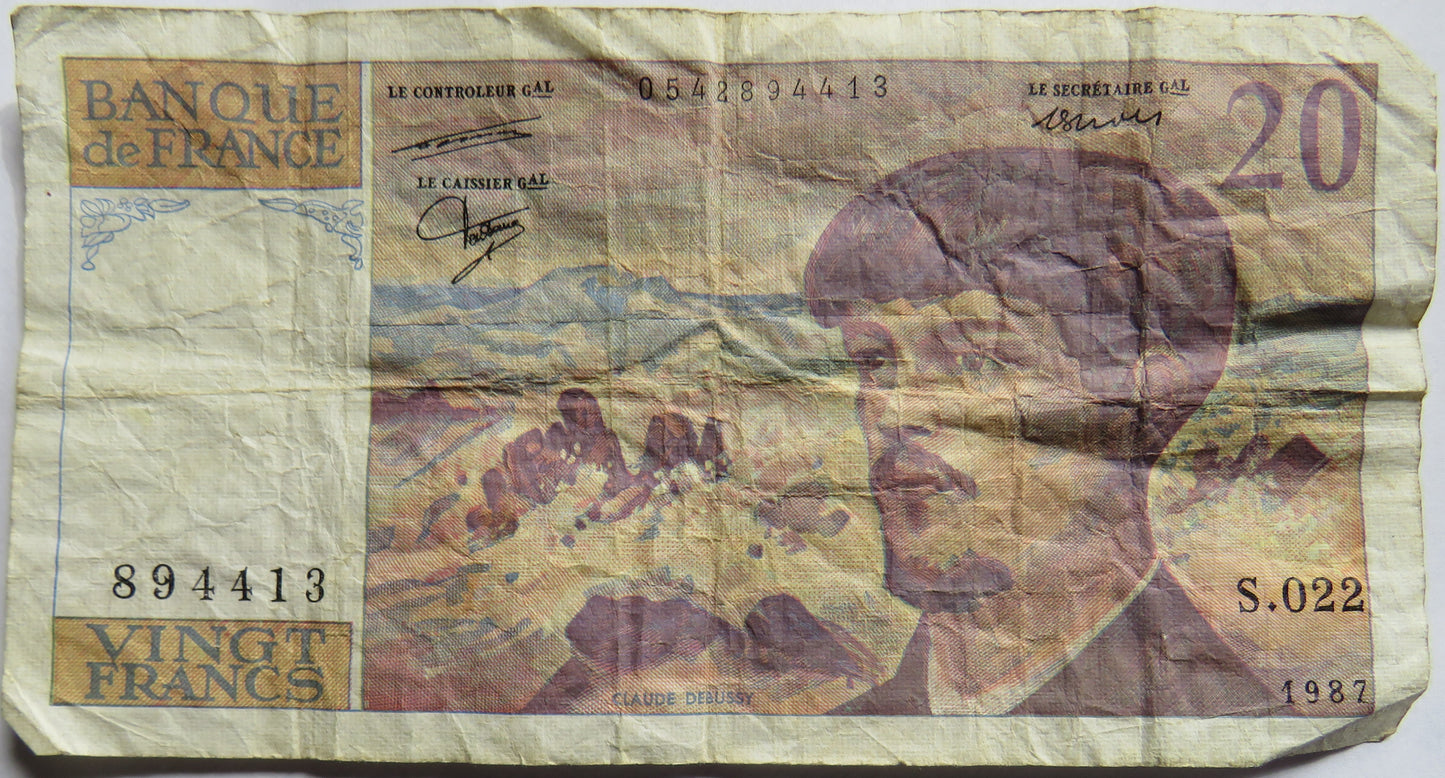 BANQUE
de FRANCE
LE CONTROLEUR GAL
0542894413
LE SECRÉTAIRE GAL
20
LE CAISSIER GAL
894413
S.022
VINGT
FRANCS
CLAUDE DEBUSSY
1987